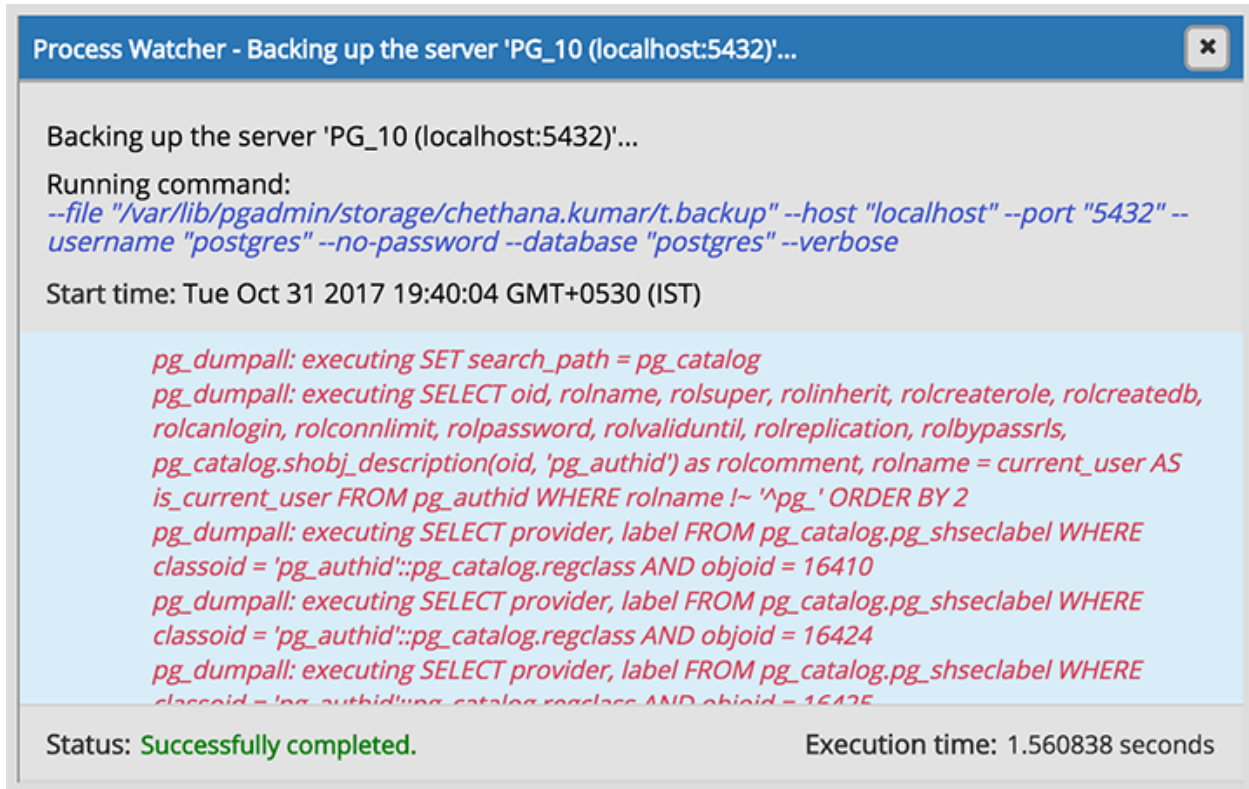 Process Watcher - Backing up the server 'PG_10 (localhost:5432)'...
Backing up the server 'PG_10 (localhost:5432)'...
Running command:
--file "/var/lib/pgadmin/storage/chethana.kumar/t.backup" --host "localhost" --port "5432" --
username "postgres" --no-password --database "postgres" --verbose
Start time: Tue Oct 31 2017 19:40:04 GMT+0530 (IST)
pg_dumpall: executing SET search_path = pg_catalog
pg_dumpall: executing SELECT oid, rolname, rolsuper, rolinherit, rolcreaterole, rolcreatedb,
rolcanlogin, rolconnlimit, rolpassword, rolvaliduntil, rolreplication, rolbypassrls,
pg_catalog.shobj_description(oid, 'pg_authid') as rolcomment, rolname = current_user AS
is_current_user FROM pg_authid WHERE rolname !~ '^pg_' ORDER BY 2
pg_dumpall: executing SELECT provider, label FROM pg_catalog.pg_shseclabel WHERE
classoid = 'pg_authid'::pg_catalog.regclass AND objoid = 16410
pg_dumpall: executing SELECT provider, label FROM pg_catalog.pg_shseclabel WHERE
classoid = 'pg_authid'::pg_catalog.regclass AND objoid = 16424
pg_dumpall: executing SELECT provider, label FROM pg_catalog.pg_shseclabel WHERE
classoid = 'pg_authid'::pg_catalog.regclass AND objoid = 16425
Status: Successfully completed.
Execution time: 1.560838 seconds